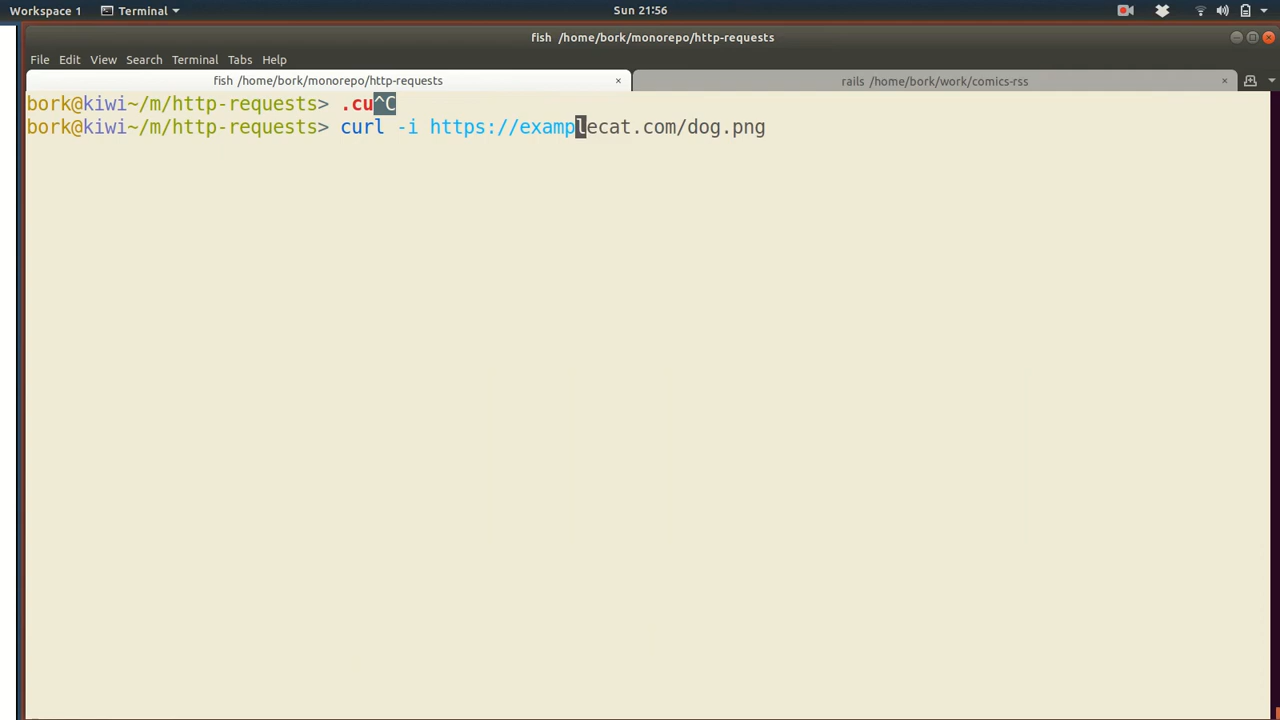 Workspace 1 Terminal Sun 21:56
fish /home/bork/monorepo/http-requests
File Edit View Search Terminal Tabs Help
fish /home/bork/monorepo/http-requests × rails /home/bork/work/comics-rss ×
bork@kiwi~/m/http-requests> .cu^C
bork@kiwi~/m/http-requests> curl -i https://examplecat.com/dog.png